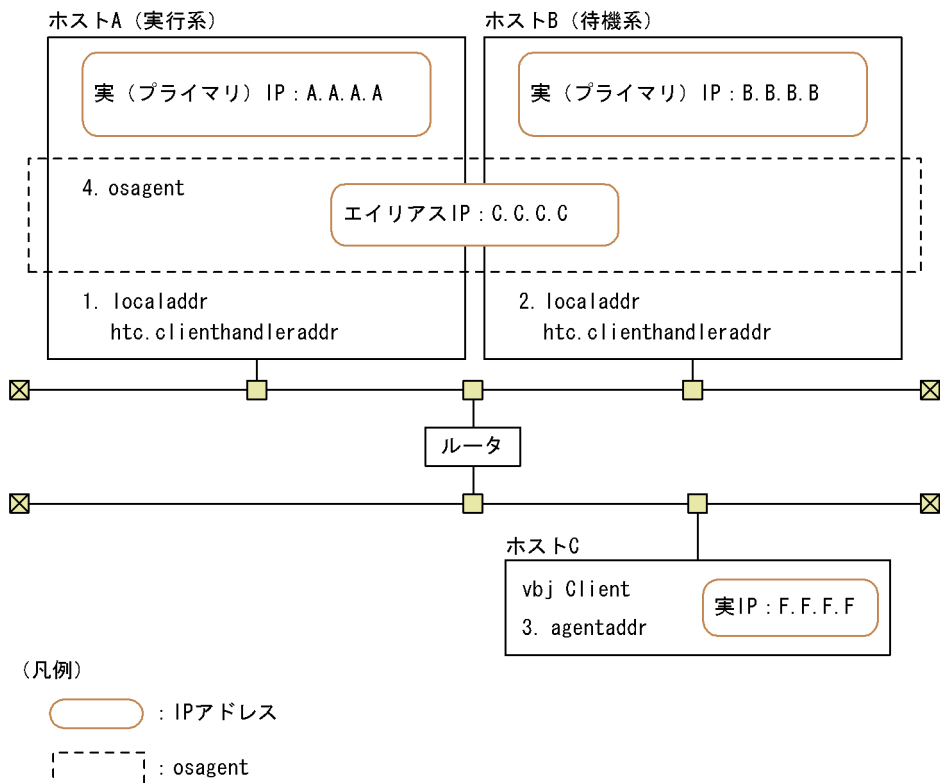 ホストA（実行系）
ホストB（待機系）
実（プライマリ）IP：A.A.A.A
実（プライマリ）IP：B.B.B.B
4. osagent
エイリアスIP：C.C.C.C
1. localaddr
htc.clienthandleraddr
2. localaddr
htc.clienthandleraddr
ルータ
ホストC
vbj Client
3. agentaddr
実IP：F.F.F.F
（凡例）
：IPアドレス
：osagent